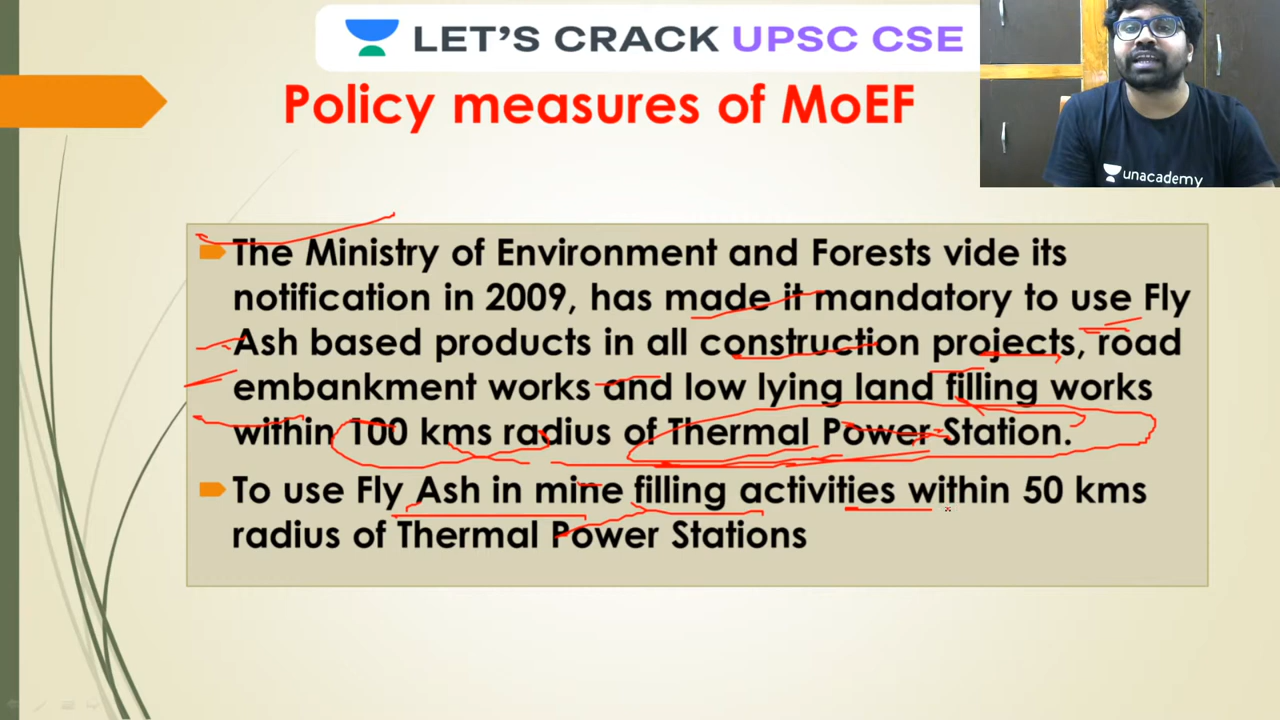 LET'S CRACK UPSC CSE
Policy measures of MoEF
unacademy
The Ministry of Environment and Forests vide its
notification in 2009, has made it mandatory to use Fly
Ash based products in all construction projects, road
embankment works and low lying land filling works
within 100 kms radius of Thermal Power Station.
To use Fly Ash in mine filling activities within 50 kms
radius of Thermal Power Stations